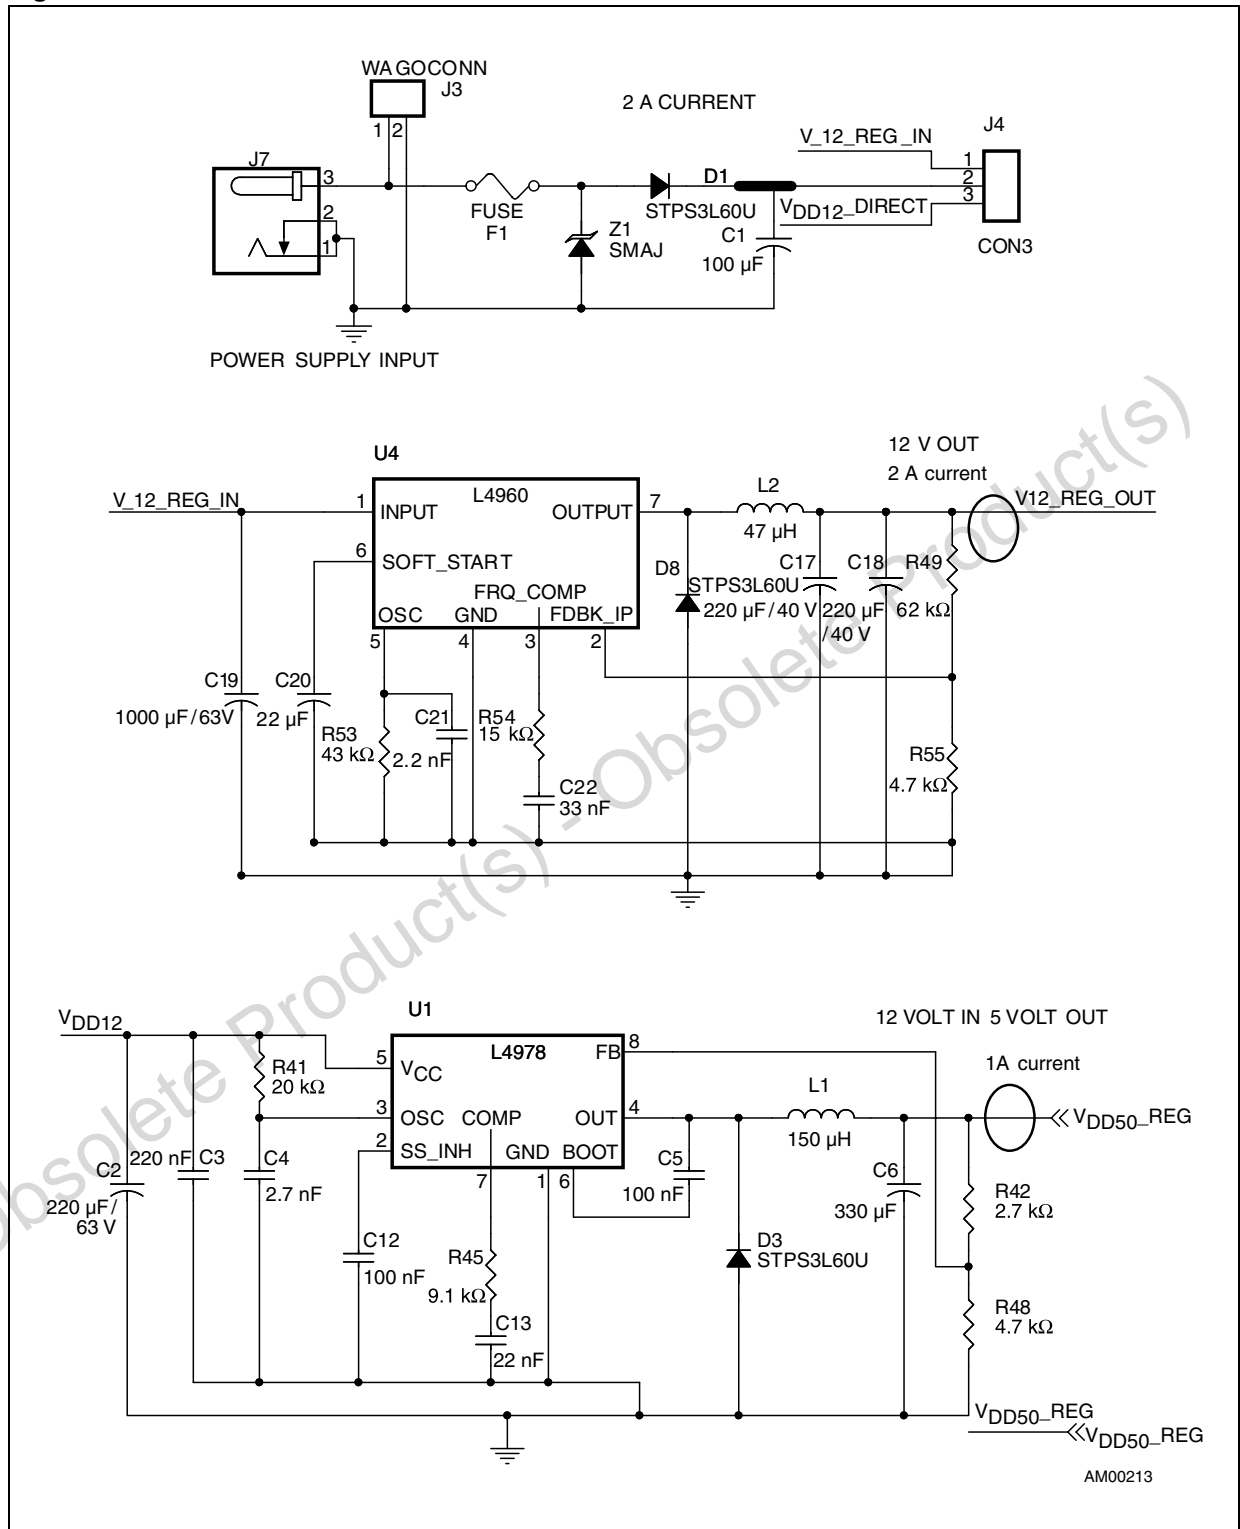 WAGOCONN
J3
1 2
2 A CURRENT
J7
3
2
1
FUSE
F1
Z1
SMAJ
D1
STPS3L60U
C1
100 µF
V_12_REG_IN
VDD12_DIRECT
J4
1
2
3
CON3
POWER SUPPLY INPUT
U4
L4960
V_12_REG_IN
1
INPUT
OUTPUT
7
6
SOFT_START
FRQ_COMP
OSC
GND
FDBK_IP
5
4
3
2
L2
47 µH
12 V OUT
2 A current
V12_REG_OUT
D8
STPS3L60U
C17
220 µF/40 V
C18
220 µF
/40 V
R49
62 kΩ
C19
1000 µF/63V
C20
22 µF
R53
43 kΩ
C21
2.2 nF
R54
15 kΩ
C22
33 nF
R55
4.7 kΩ
U1
L4978
VDD12
12 VOLT IN 5 VOLT OUT
R41
20 kΩ
5
VCC
FB
8
3
OSC
COMP
OUT
4
2
SS_INH
GND
BOOT
7
1
6
L1
150 µH
1A current
VDD50_REG
C2
220 µF/
63 V
220 nF
C3
C4
2.7 nF
C5
100 nF
C6
330 µF
R42
2.7 kΩ
C12
100 nF
R45
9.1 kΩ
C13
22 nF
D3
STPS3L60U
R48
4.7 kΩ
VDD50_REG
VDD50_REG
AM00213
Obsolete Product(s) - Obsolete Product(s)